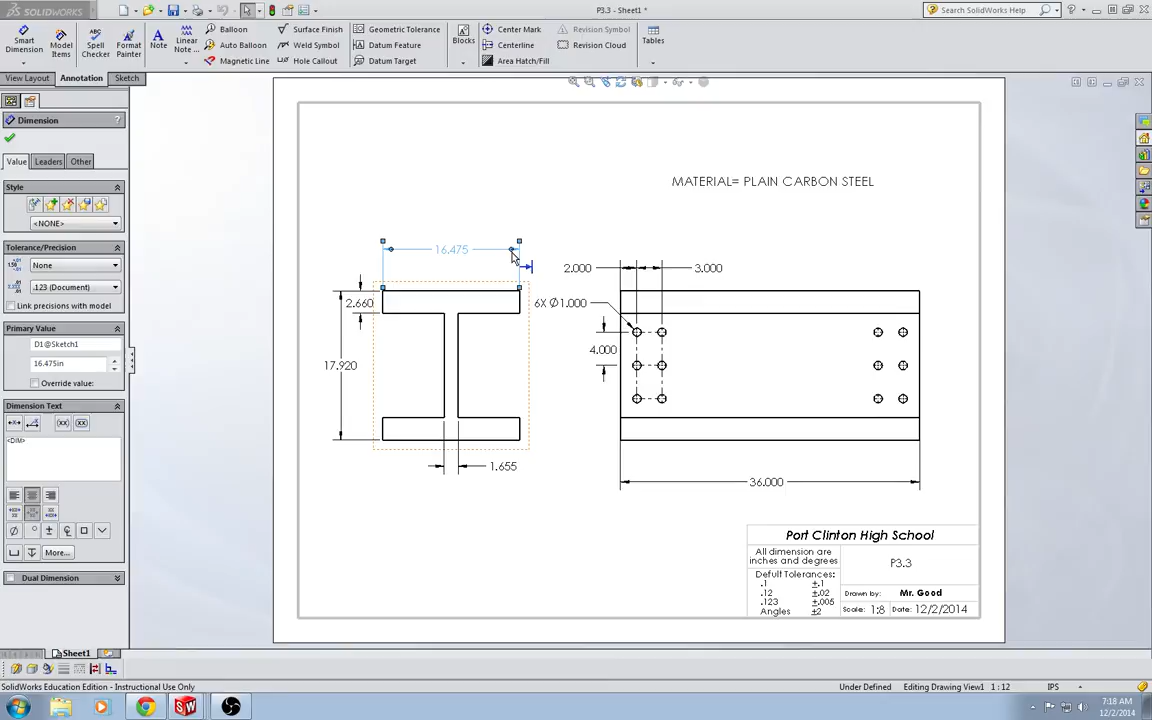 SOLIDWORKS
P3.3 - Sheet1 *
Search SolidWorks Help
Smart Dimension
Model Items
Spell Checker
Format Painter
Note
Linear Note ...
Balloon
Auto Balloon
Magnetic Line
Surface Finish
Weld Symbol
Hole Callout
Geometric Tolerance
Datum Feature
Datum Target
Blocks
Center Mark
Centerline
Area Hatch/Fill
Revision Symbol
Revision Cloud
Tables
View Layout
Annotation
Sketch
Dimension
?
Value
Leaders
Other
Style
<NONE>
Tolerance/Precision
None
.123 (Document)
Link precisions with model
Primary Value
D1@Sketch1
16.475in
Override value:
Dimension Text
<DIM>
More...
Dual Dimension
MATERIAL= PLAIN CARBON STEEL
16.475
2.000
3.000
2.660
6X Ø1.000
4.000
17.920
1.655
36.000
Port Clinton High School
All dimension are
inches and degrees
P3.3
Defult Tolerances:
.1 ±.1
.12 ±.02
.123 ±.005
Angles ±2
Drawn by: Mr. Good
Scale: 1:8 Date: 12/2/2014
Sheet1
SolidWorks Education Edition - Instructional Use Only
Under Defined
Editing Drawing View1
1 : 12
IPS
7:18 AM
12/2/2014